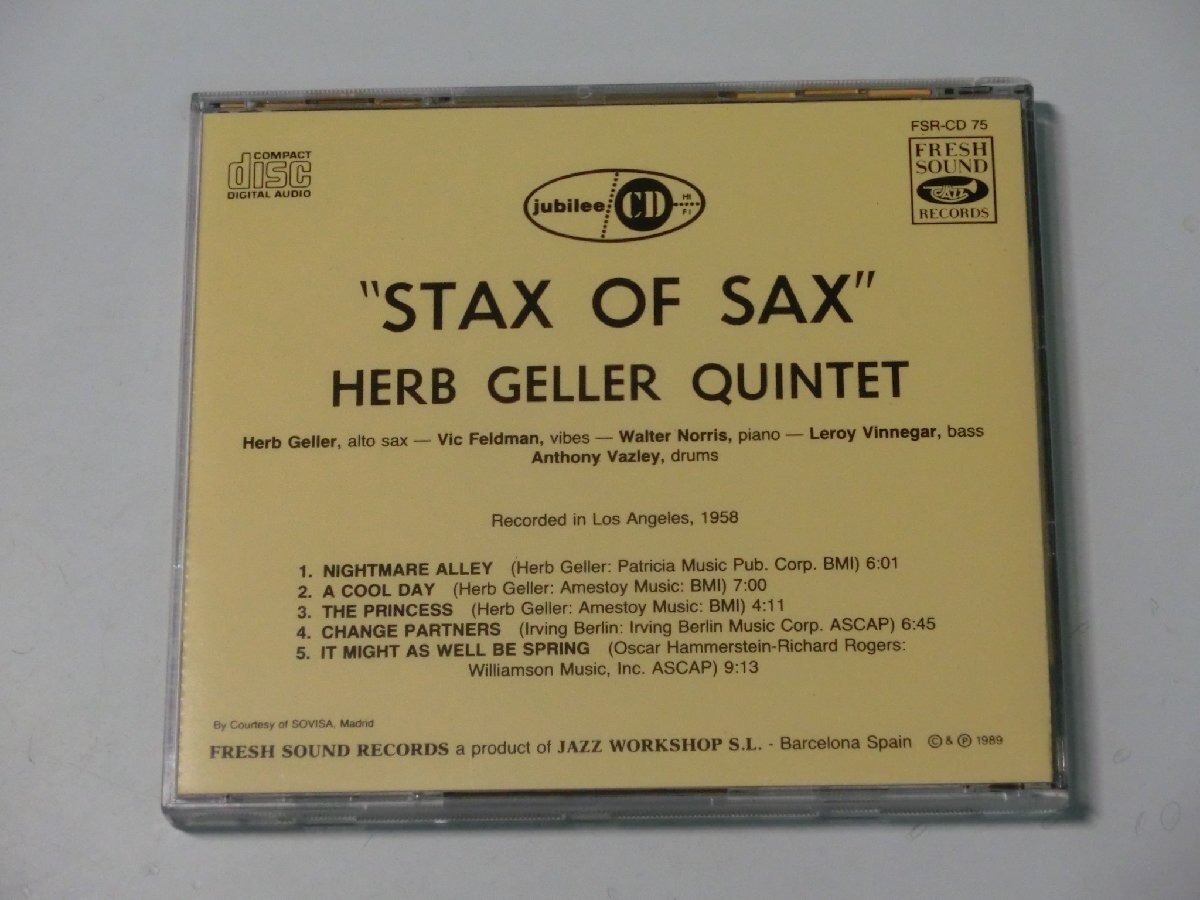 COMPACT
disc
DIGITAL AUDIO
jubilee CD HI FI
FSR-CD 75
FRESH
SOUND
JAZZ
RECORDS
"STAX OF SAX"
HERB GELLER QUINTET
Herb Geller, alto sax — Vic Feldman, vibes — Walter Norris, piano — Leroy Vinnegar, bass
Anthony Vazley, drums
Recorded in Los Angeles, 1958
1. NIGHTMARE ALLEY (Herb Geller: Patricia Music Pub. Corp. BMI) 6:01
2. A COOL DAY (Herb Geller: Amestoy Music: BMI) 7:00
3. THE PRINCESS (Herb Geller: Amestoy Music: BMI) 4:11
4. CHANGE PARTNERS (Irving Berlin: Irving Berlin Music Corp. ASCAP) 6:45
5. IT MIGHT AS WELL BE SPRING (Oscar Hammerstein-Richard Rogers:
Williamson Music, Inc. ASCAP) 9:13
By Courtesy of SOVISA, Madrid
FRESH SOUND RECORDS a product of JAZZ WORKSHOP S.L. - Barcelona Spain © & ℗ 1989